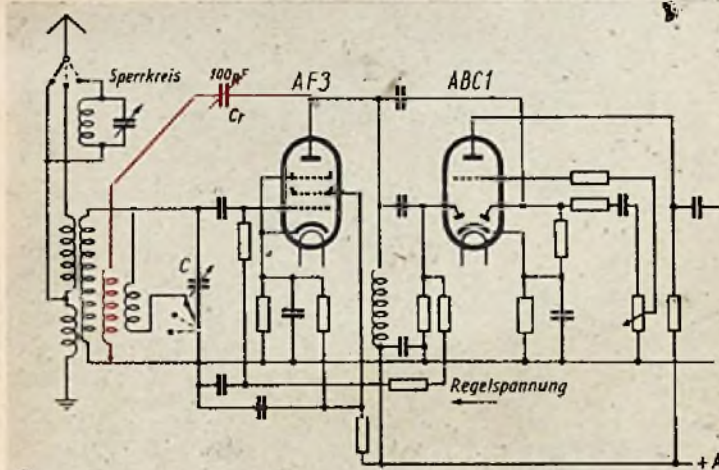 Sperrkreis
100pF
Cr
AF3
ABC1
C
Regelspannung
+A